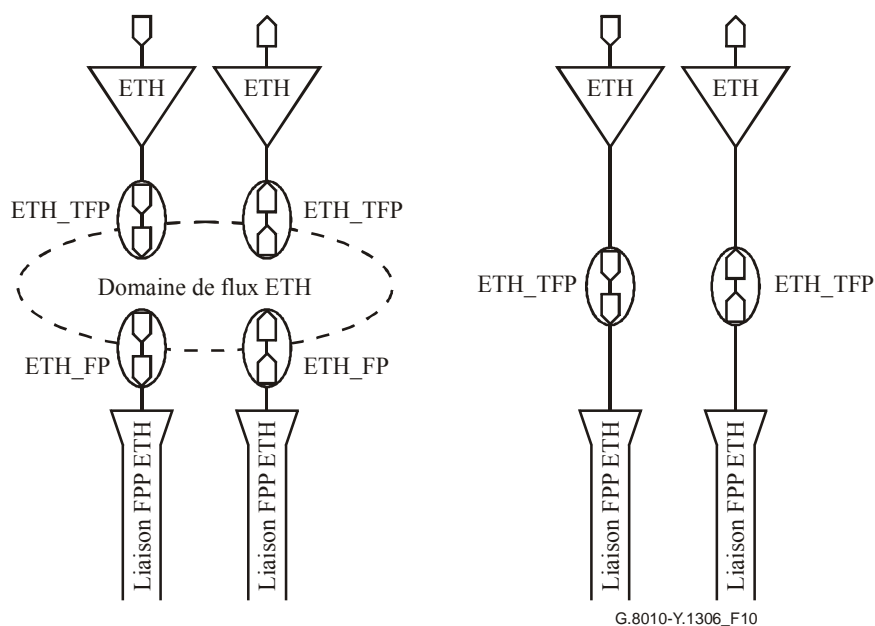 ETH
ETH
ETH
ETH
ETH_TFP
ETH_TFP
Domaine de flux ETH
ETH_TFP
ETH_TFP
ETH_FP
ETH_FP
Liaison FPP ETH
Liaison FPP ETH
Liaison FPP ETH
Liaison FPP ETH
G.8010-Y.1306_F10